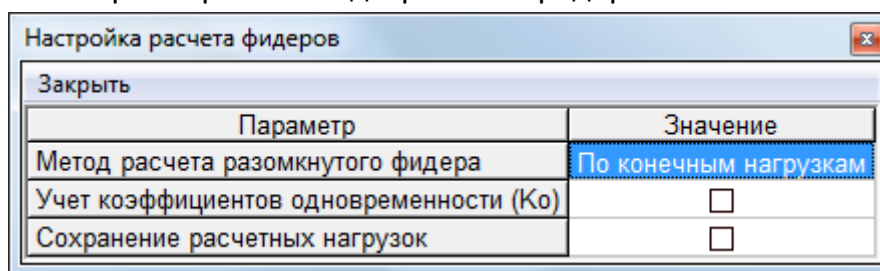 Настройка расчета фидеров
Закрыть
Параметр Значение
Метод расчета разомкнутого фидера По конечным нагрузкам
Учет коэффициентов одновременности (Ко)
Сохранение расчетных нагрузок